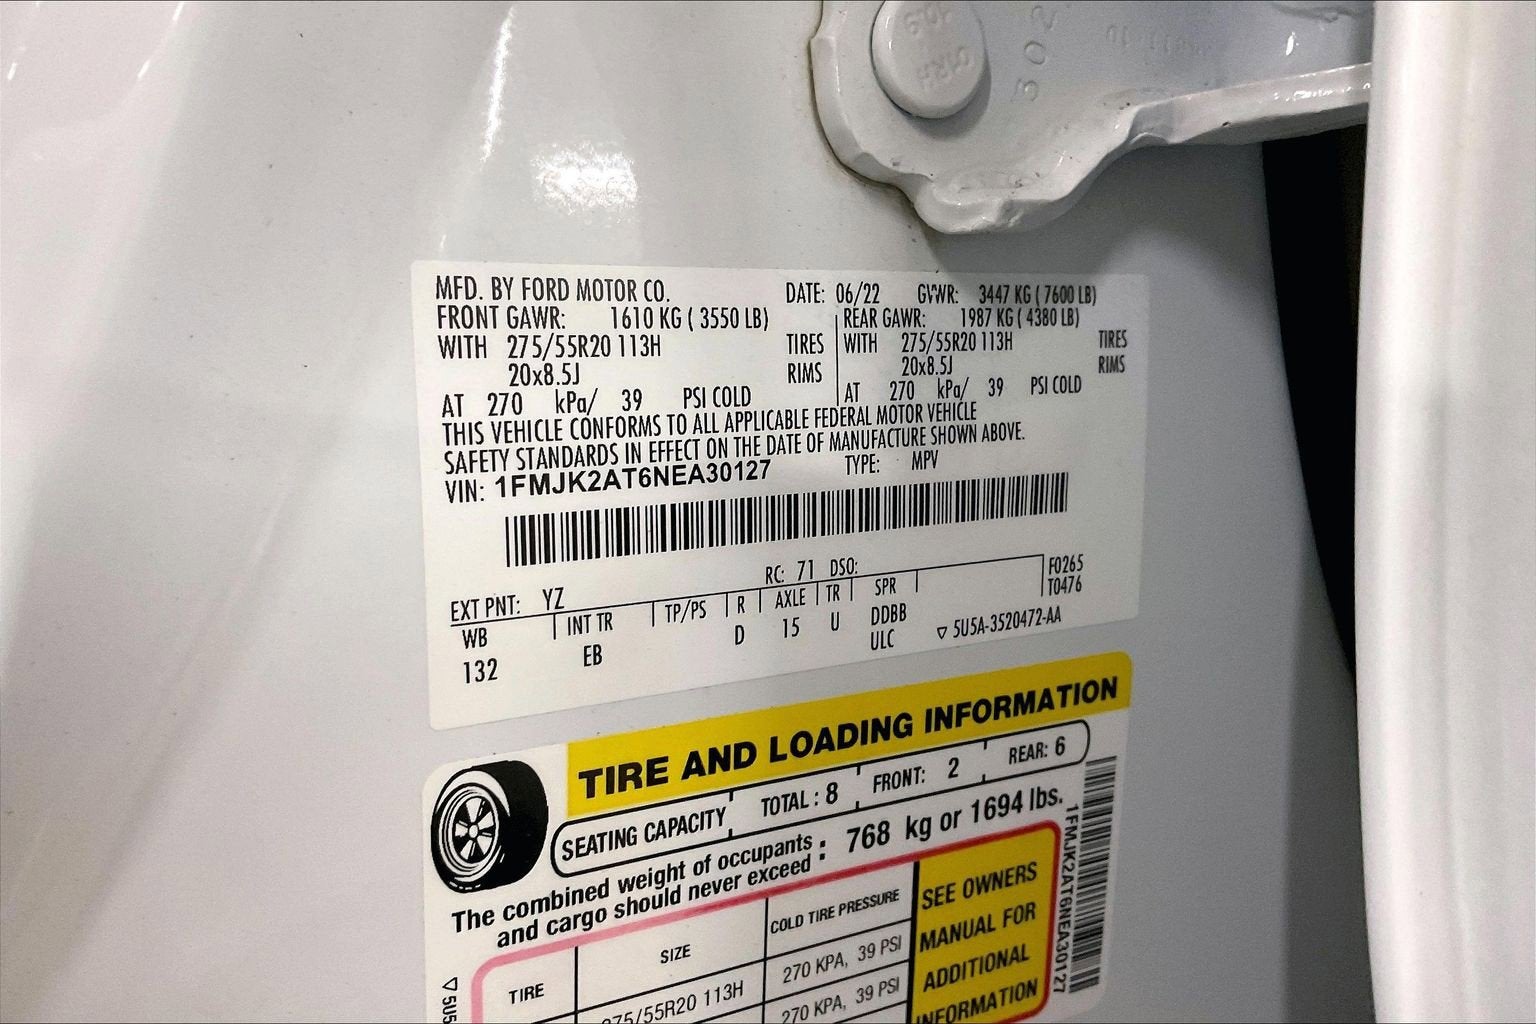 MFD. BY FORD MOTOR CO. DATE: 06/22 GVWR: 3447 KG ( 7600 LB)
FRONT GAWR: 1610 KG ( 3550 LB) REAR GAWR: 1987 KG ( 4380 LB)
WITH 275/55R20 113H TIRES WITH 275/55R20 113H TIRES
20x8.5J RIMS 20x8.5J RIMS
AT 270 kPa/ 39 PSI COLD AT 270 kPa/ 39 PSI COLD
THIS VEHICLE CONFORMS TO ALL APPLICABLE FEDERAL MOTOR VEHICLE
SAFETY STANDARDS IN EFFECT ON THE DATE OF MANUFACTURE SHOWN ABOVE.
VIN: 1FMJK2AT6NEA30127 TYPE: MPV
RC: 71 DSO: F0265
EXT PNT: YZ T0476
WB INT TR TP/PS R AXLE TR SPR
132 EB D 15 U DDBB
ULC ▽ 5U5A-3520472-AA
TIRE AND LOADING INFORMATION
SEATING CAPACITY TOTAL : 8 FRONT: 2 REAR: 6
The combined weight of occupants
and cargo should never exceed : 768 kg or 1694 lbs.
TIRE SIZE COLD TIRE PRESSURE
275/55R20 113H 270 KPA, 39 PSI
270 KPA, 39 PSI
SEE OWNERS
MANUAL FOR
ADDITIONAL
INFORMATION
1FMJK2AT6NEA30127
▽ 5U5